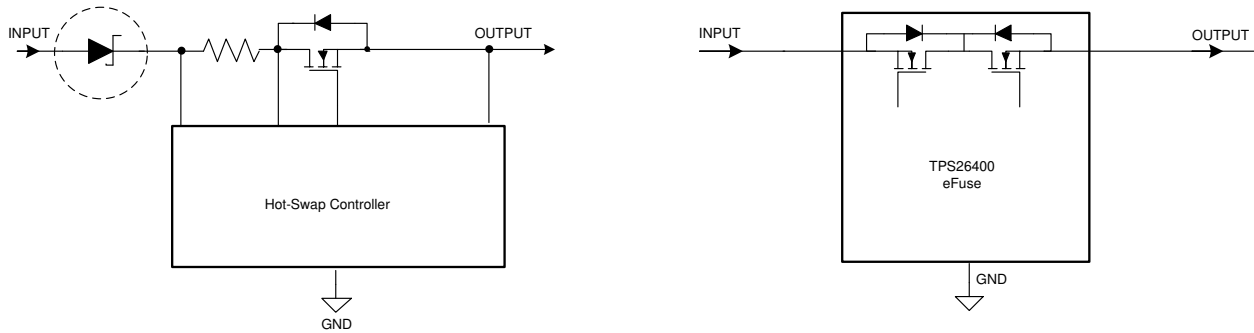 INPUT
OUTPUT
Hot-Swap Controller
GND
INPUT
OUTPUT
TPS26400
eFuse
GND